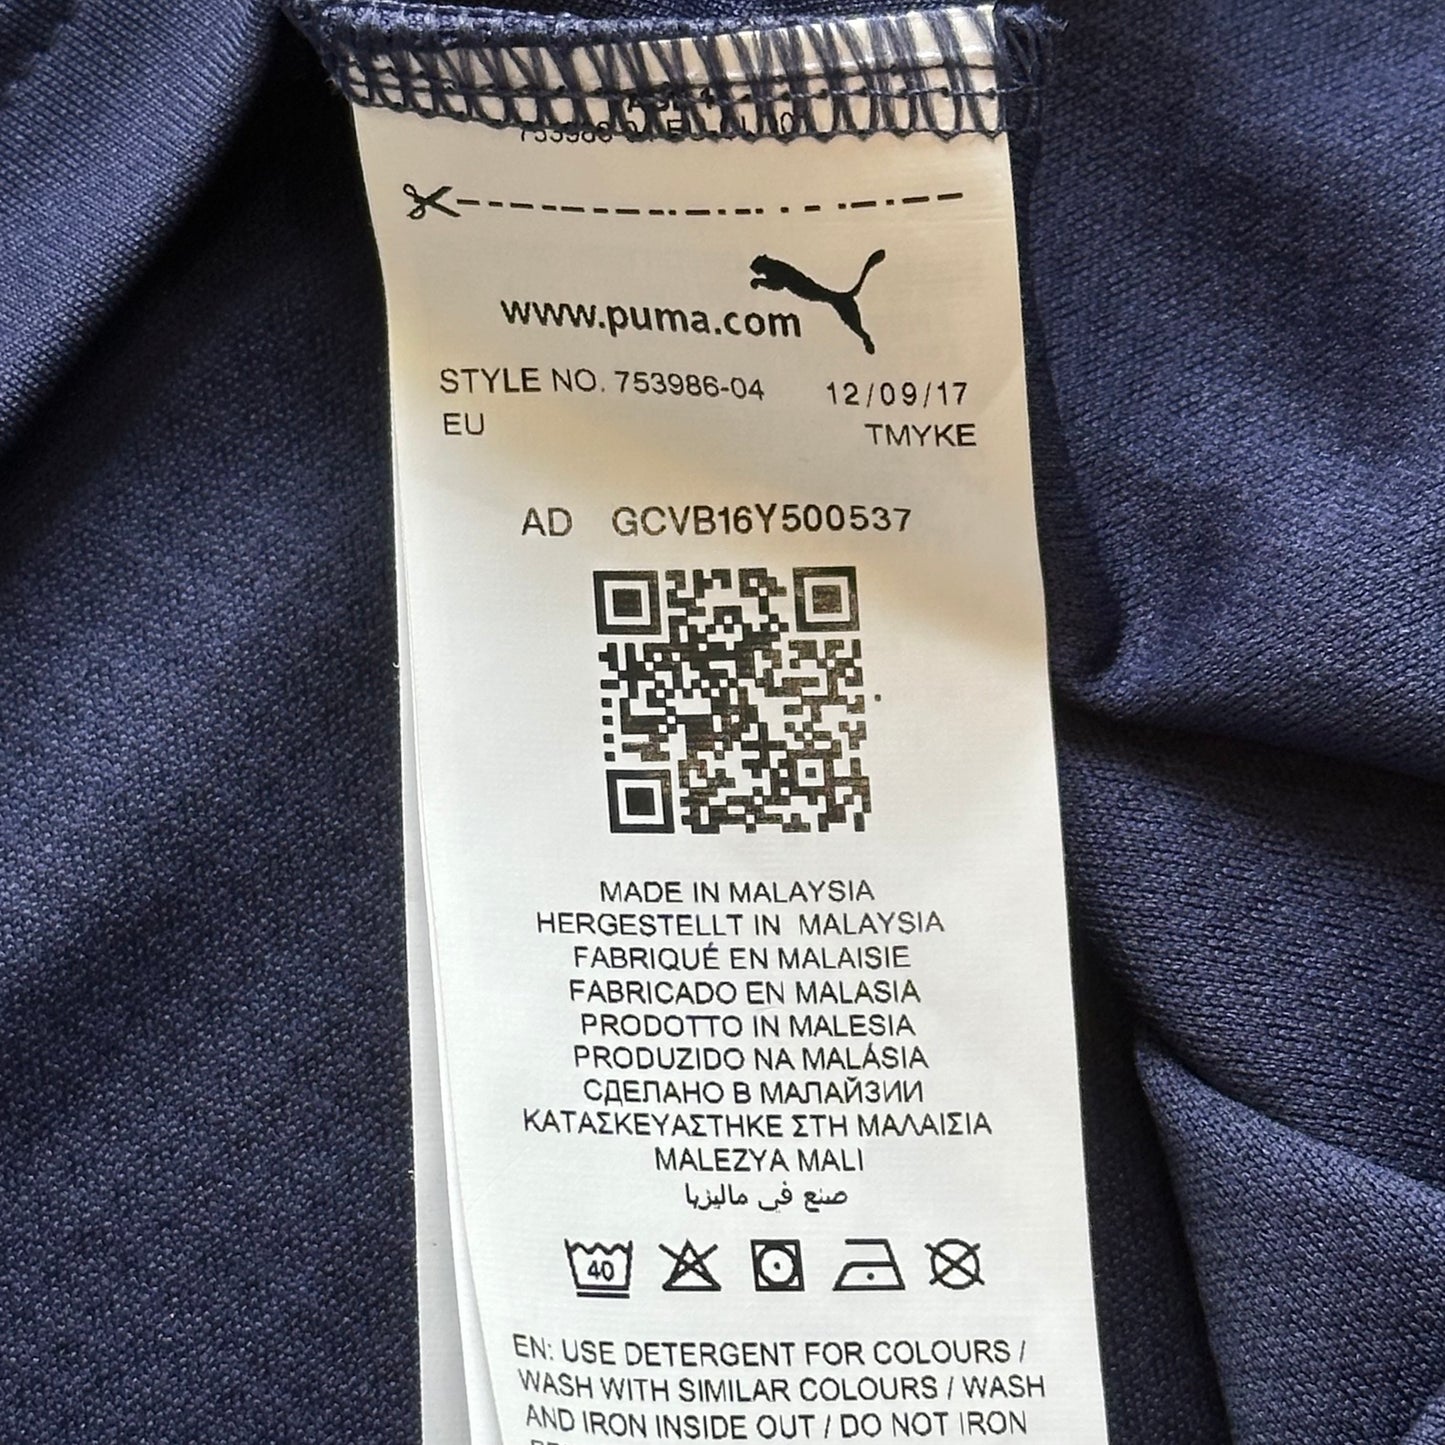 www.puma.com
STYLE NO. 753986-04 12/09/17
EU TMYKE
AD GCVB16Y500537
MADE IN MALAYSIA
HERGESTELLT IN MALAYSIA
FABRIQUÉ EN MALAISIE
FABRICADO EN MALASIA
PRODOTTO IN MALESIA
PRODUZIDO NA MALÁSIA
СДЕЛАНО В МАЛАЙЗИИ
ΚΑΤΑΣΚΕΥΑΣΤΗΚΕ ΣΤΗ ΜΑΛΑΙΣΙΑ
MALEZYA MALI
صنع في ماليزيا
40
EN: USE DETERGENT FOR COLOURS /
WASH WITH SIMILAR COLOURS / WASH
AND IRON INSIDE OUT / DO NOT IRON